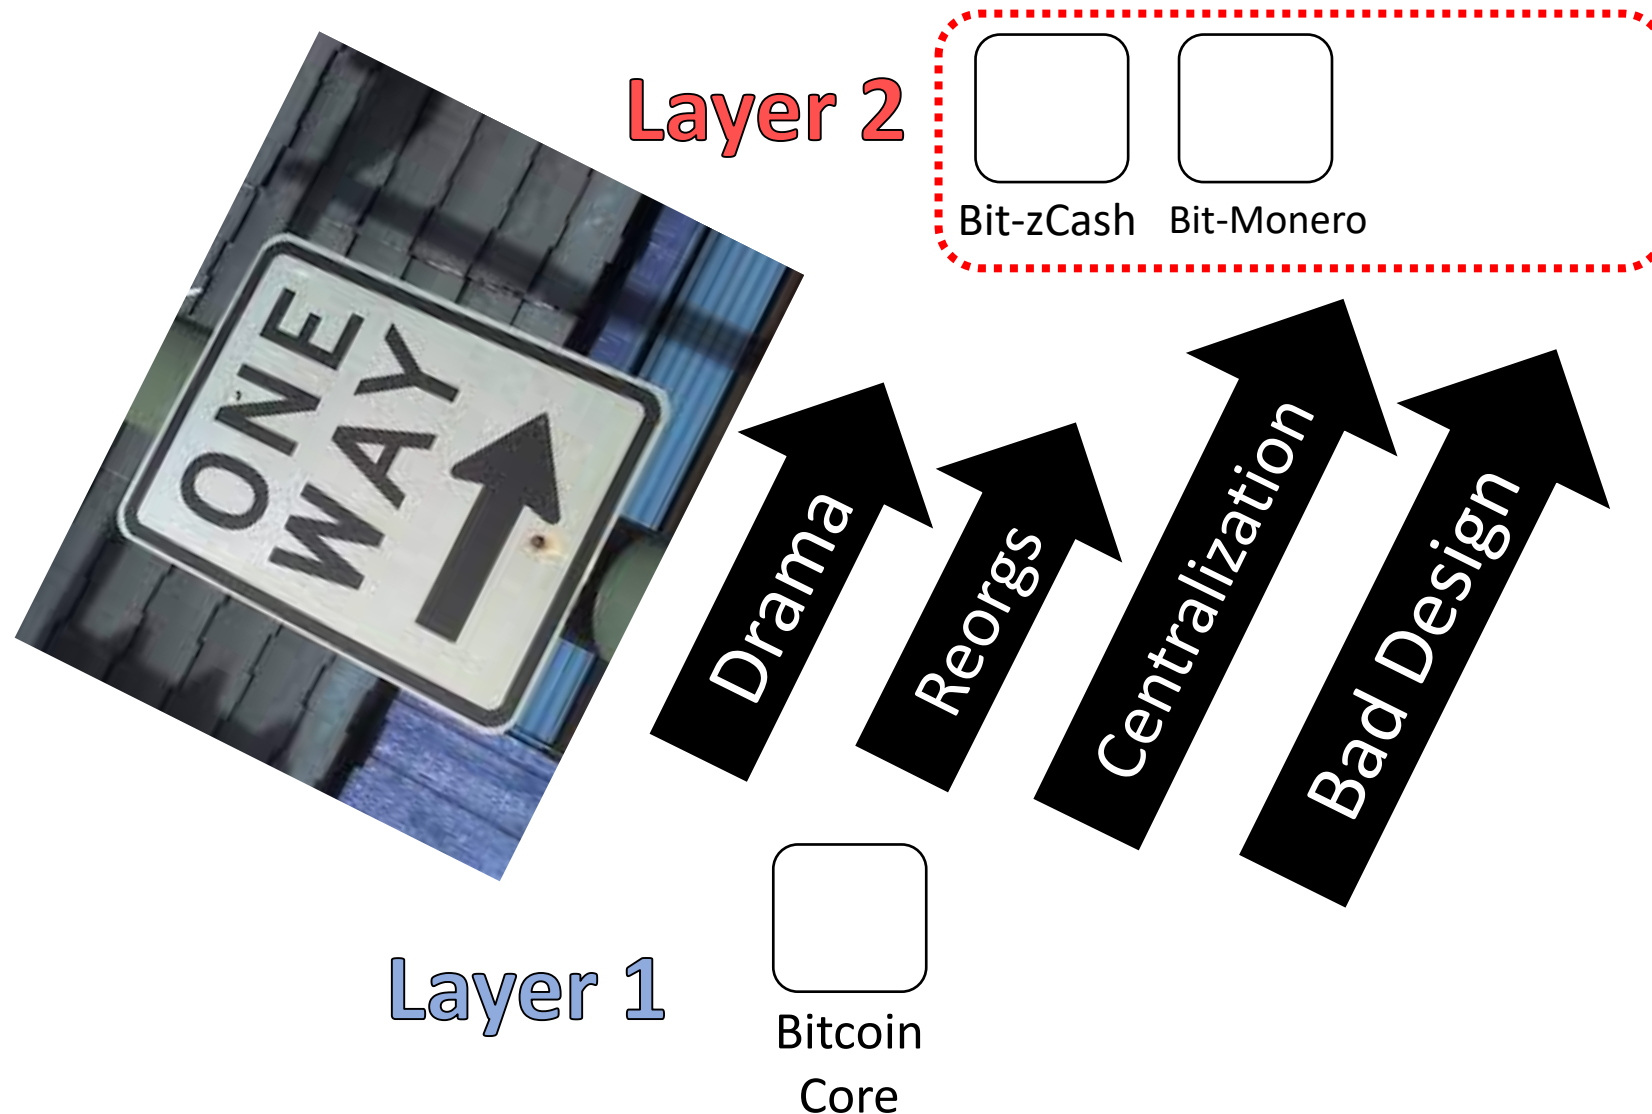 Layer 2
Bit-zCash
Bit-Monero
ONE
WAY
Drama
Reorgs
Centralization
Bad Design
Layer 1
Bitcoin
Core